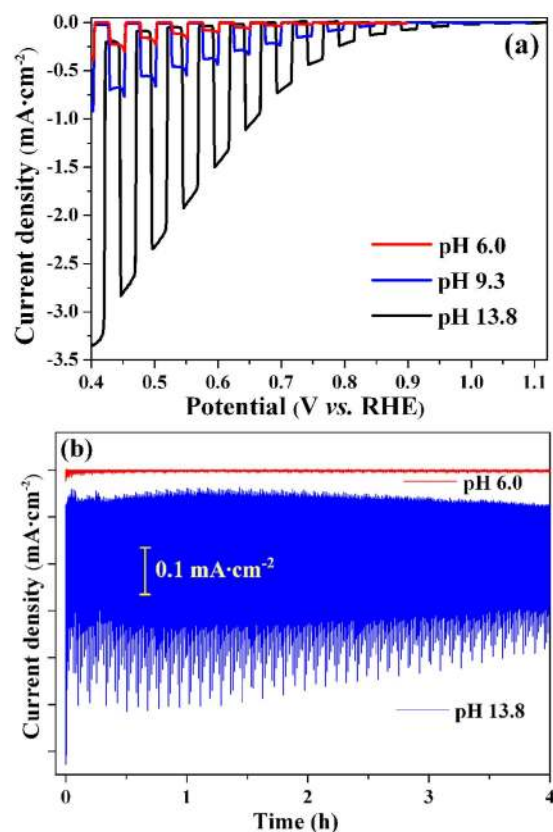 (a)
Current density (mA·cm⁻²)
0.0
-0.5
-1.0
-1.5
-2.0
-2.5
-3.0
-3.5
pH 6.0
pH 9.3
pH 13.8
0.4 0.5 0.6 0.7 0.8 0.9 1.0 1.1
Potential (V vs. RHE)
(b)
Current density (mA·cm⁻²)
pH 6.0
0.1 mA·cm⁻²
pH 13.8
0 1 2 3 4
Time (h)